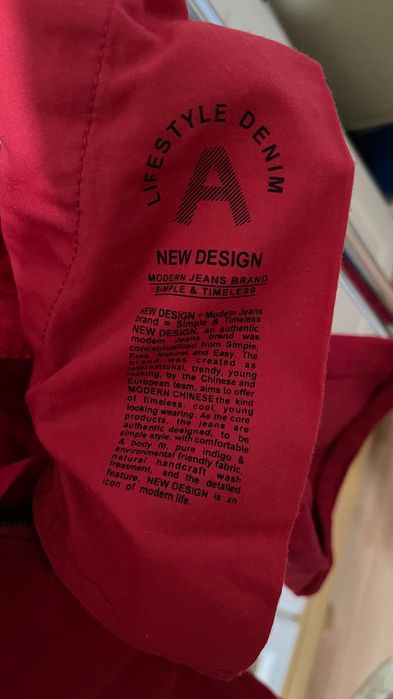 LIFESTYLE DENIM
A
NEW DESIGN
MODERN JEANS BRAND
SIMPLE & TIMELESS
NEW DESIGN = Modern Jeans
brand = Simple & Timeless
NEW DESIGN, an authentic
modern Jeans brand was
conceptualized from Simple,
Free, Natural and Easy. The
brand was created as
international, trendy, young
looking, by the Chinese and
European team, aims to offer
MODERN CHINESE the kind
of timeless, cool, young
looking wearing. As the core
products, the jeans are
authentic designed, to be
simple style, with comfortable
& body fit, pure indigo &
environmental friendly fabric,
natural handcraft wash
treatment, and the detailed
feature, NEW DESIGN is an
icon of modern life.